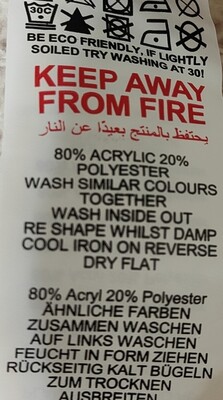 30C
BE ECO FRIENDLY. IF LIGHTLY
SOILED TRY WASHING AT 30!
KEEP AWAY
FROM FIRE
يحتفظ بالمنتج بعيدًا عن النار
80% ACRYLIC 20%
POLYESTER
WASH SIMILAR COLOURS
TOGETHER
WASH INSIDE OUT
RE SHAPE WHILST DAMP
COOL IRON ON REVERSE
DRY FLAT
80% Acryl 20% Polyester
ÄHNLICHE FARBEN
ZUSAMMEN WASCHEN
AUF LINKS WASCHEN
FEUCHT IN FORM ZIEHEN
RÜCKSEITIG KALT BÜGELN
ZUM TROCKNEN
AUSBREITEN